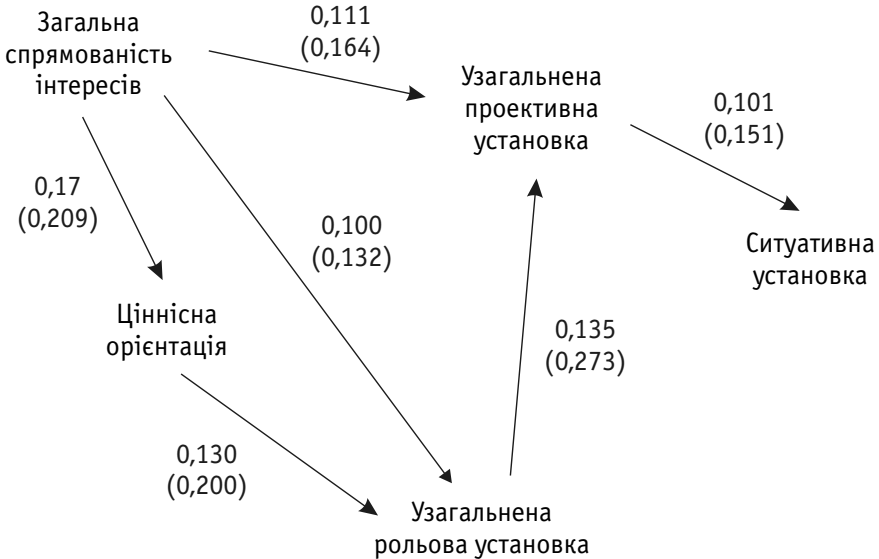 Загальна
спрямованість
інтересів
0,111
(0,164)
Узагальнена
проективна
установка
0,101
(0,151)
0,17
(0,209)
0,100
(0,132)
Ситуативна
установка
Ціннісна
орієнтація
0,135
(0,273)
0,130
(0,200)
Узагальнена
рольова установка